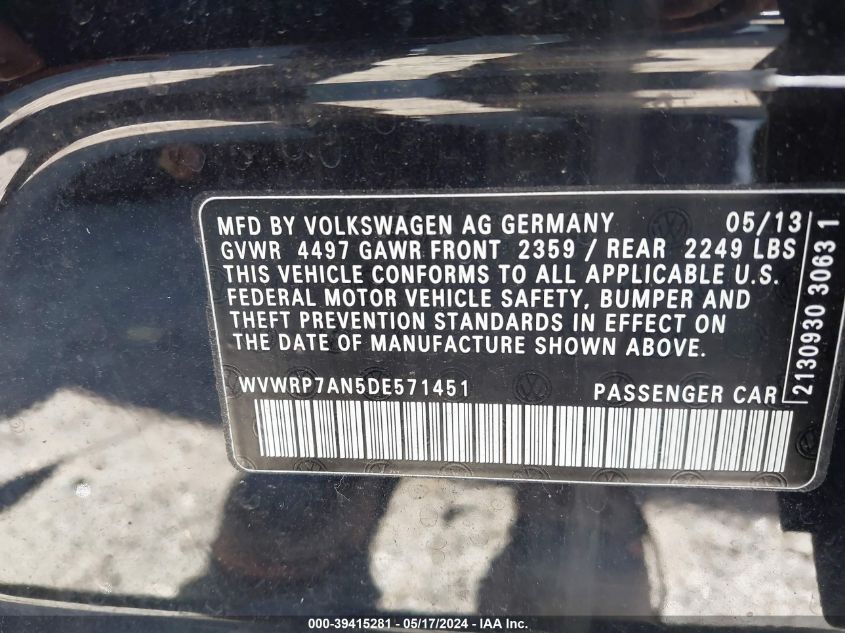 MFD BY VOLKSWAGEN AG GERMANY 05/13
GVWR 4497 GAWR FRONT 2359 / REAR 2249 LBS
THIS VEHICLE CONFORMS TO ALL APPLICABLE U.S.
FEDERAL MOTOR VEHICLE SAFETY, BUMPER AND
THEFT PREVENTION STANDARDS IN EFFECT ON
THE DATE OF MANUFACTURE SHOWN ABOVE.
WVWRP7AN5DE571451 PASSENGER CAR
2130930 3063 1
000-39415281 - 05/17/2024 - IAA Inc.